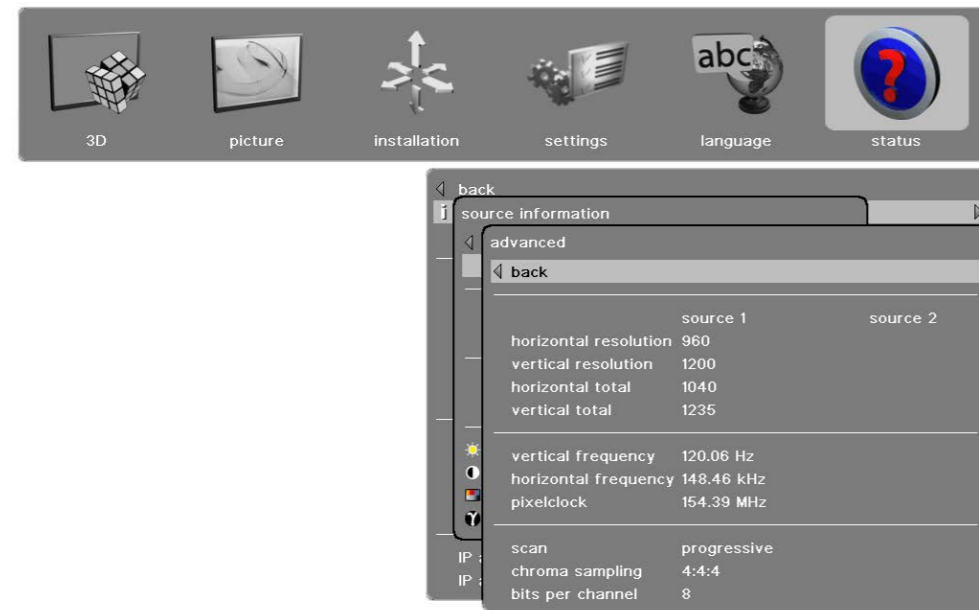 abc
3D picture installation settings language status
back
i source information
advanced
back
source 1 source 2
horizontal resolution 960
vertical resolution 1200
horizontal total 1040
vertical total 1235
vertical frequency 120.06 Hz
horizontal frequency 148.46 kHz
pixelclock 154.39 MHz
IP
scan progressive
IP
chroma sampling 4:4:4
bits per channel 8